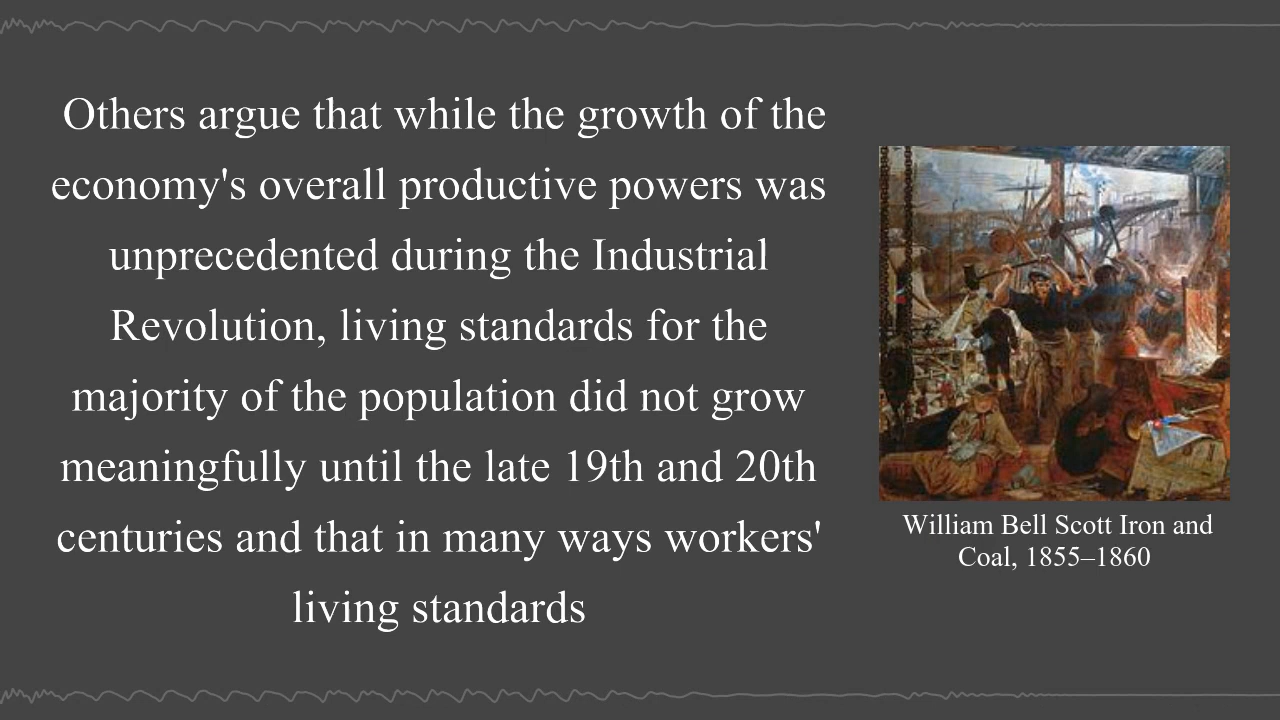 Others argue that while the growth of the
economy's overall productive powers was
unprecedented during the Industrial
Revolution, living standards for the
majority of the population did not grow
meaningfully until the late 19th and 20th
centuries and that in many ways workers'
living standards
William Bell Scott Iron and
Coal, 1855–1860